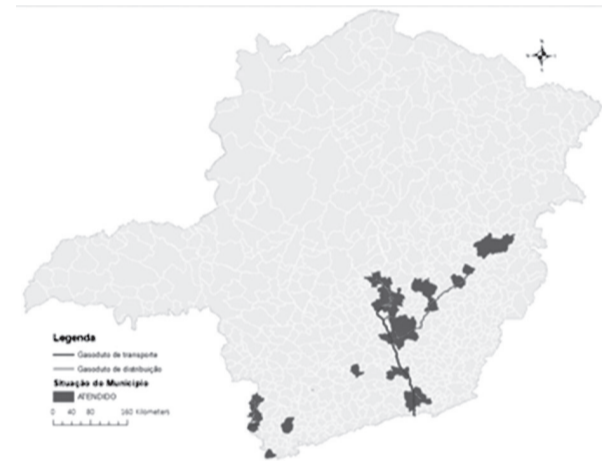 Legenda
Gasoduto de transporte
Gasoduto de distribuição
Situação do Município
ATENDIDO
0 40 80 160 Kilometers